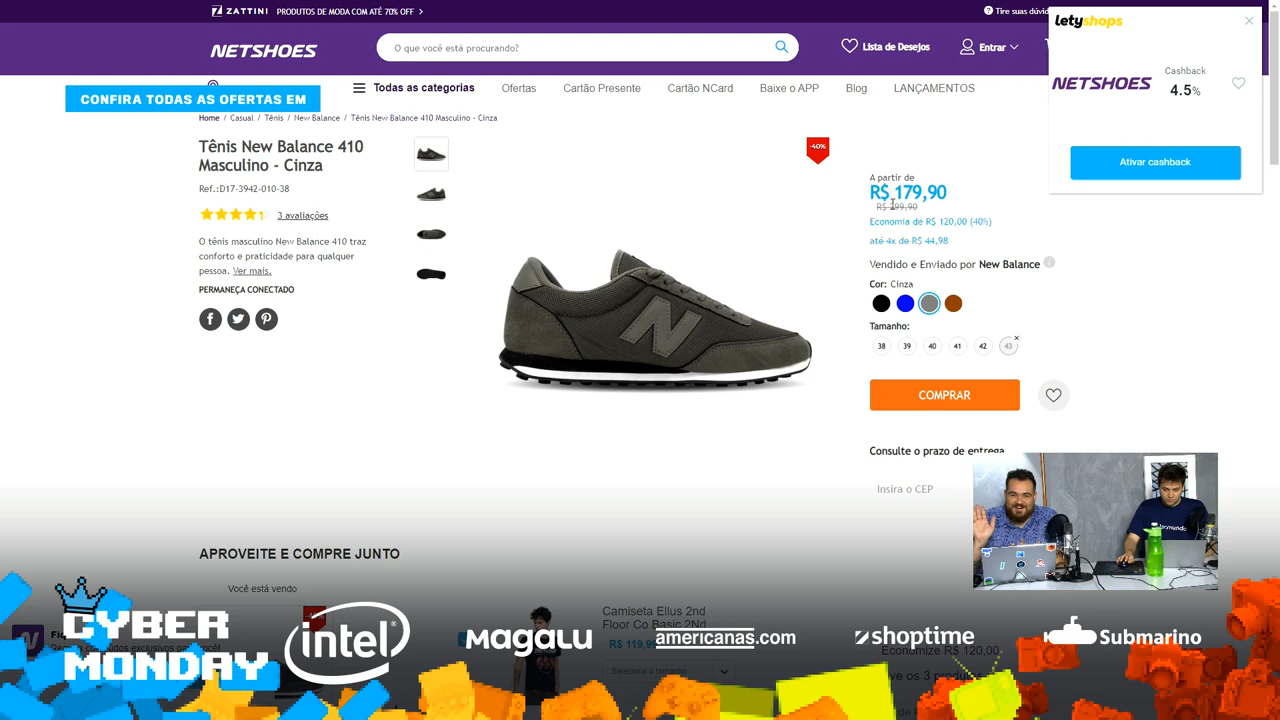 ZATTINI PRODUTOS DE MODA COM ATÉ 70% OFF
Tire suas dúvid
NETSHOES
O que você está procurando?
Lista de Desejos
Entrar
letyshops
NETSHOES
Cashback
4.5%
Ativar cashback
CONFIRA TODAS AS OFERTAS EM
Todas as categorias
Ofertas
Cartão Presente
Cartão NCard
Baixe o APP
Blog
LANÇAMENTOS
Home / Casual / Tênis / New Balance / Tênis New Balance 410 Masculino - Cinza
Tênis New Balance 410
Masculino - Cinza
Ref.:D17-3942-010-38
3 avaliações
O tênis masculino New Balance 410 traz
conforto e praticidade para qualquer
pessoa. Ver mais.
PERMANEÇA CONECTADO
-40%
A partir de
R$ 179,90
R$ 299,90
Economia de R$ 120,00 (40%)
até 4x de R$ 44,98
Vendido e Enviado por New Balance
Cor: Cinza
Tamanho:
38 39 40 41 42 43
COMPRAR
Consulte o prazo de entrega
Insira o CEP
APROVEITE E COMPRE JUNTO
Você está vendo
Camiseta Ellus 2nd
Floor Co Basic 2Nd
R$ 119,9
Selecione o tamanho
Economize R$ 120,00
os 3 produtos
CYBER
MONDAY
intel
Magalu
americanas.com
shoptime
Submarino